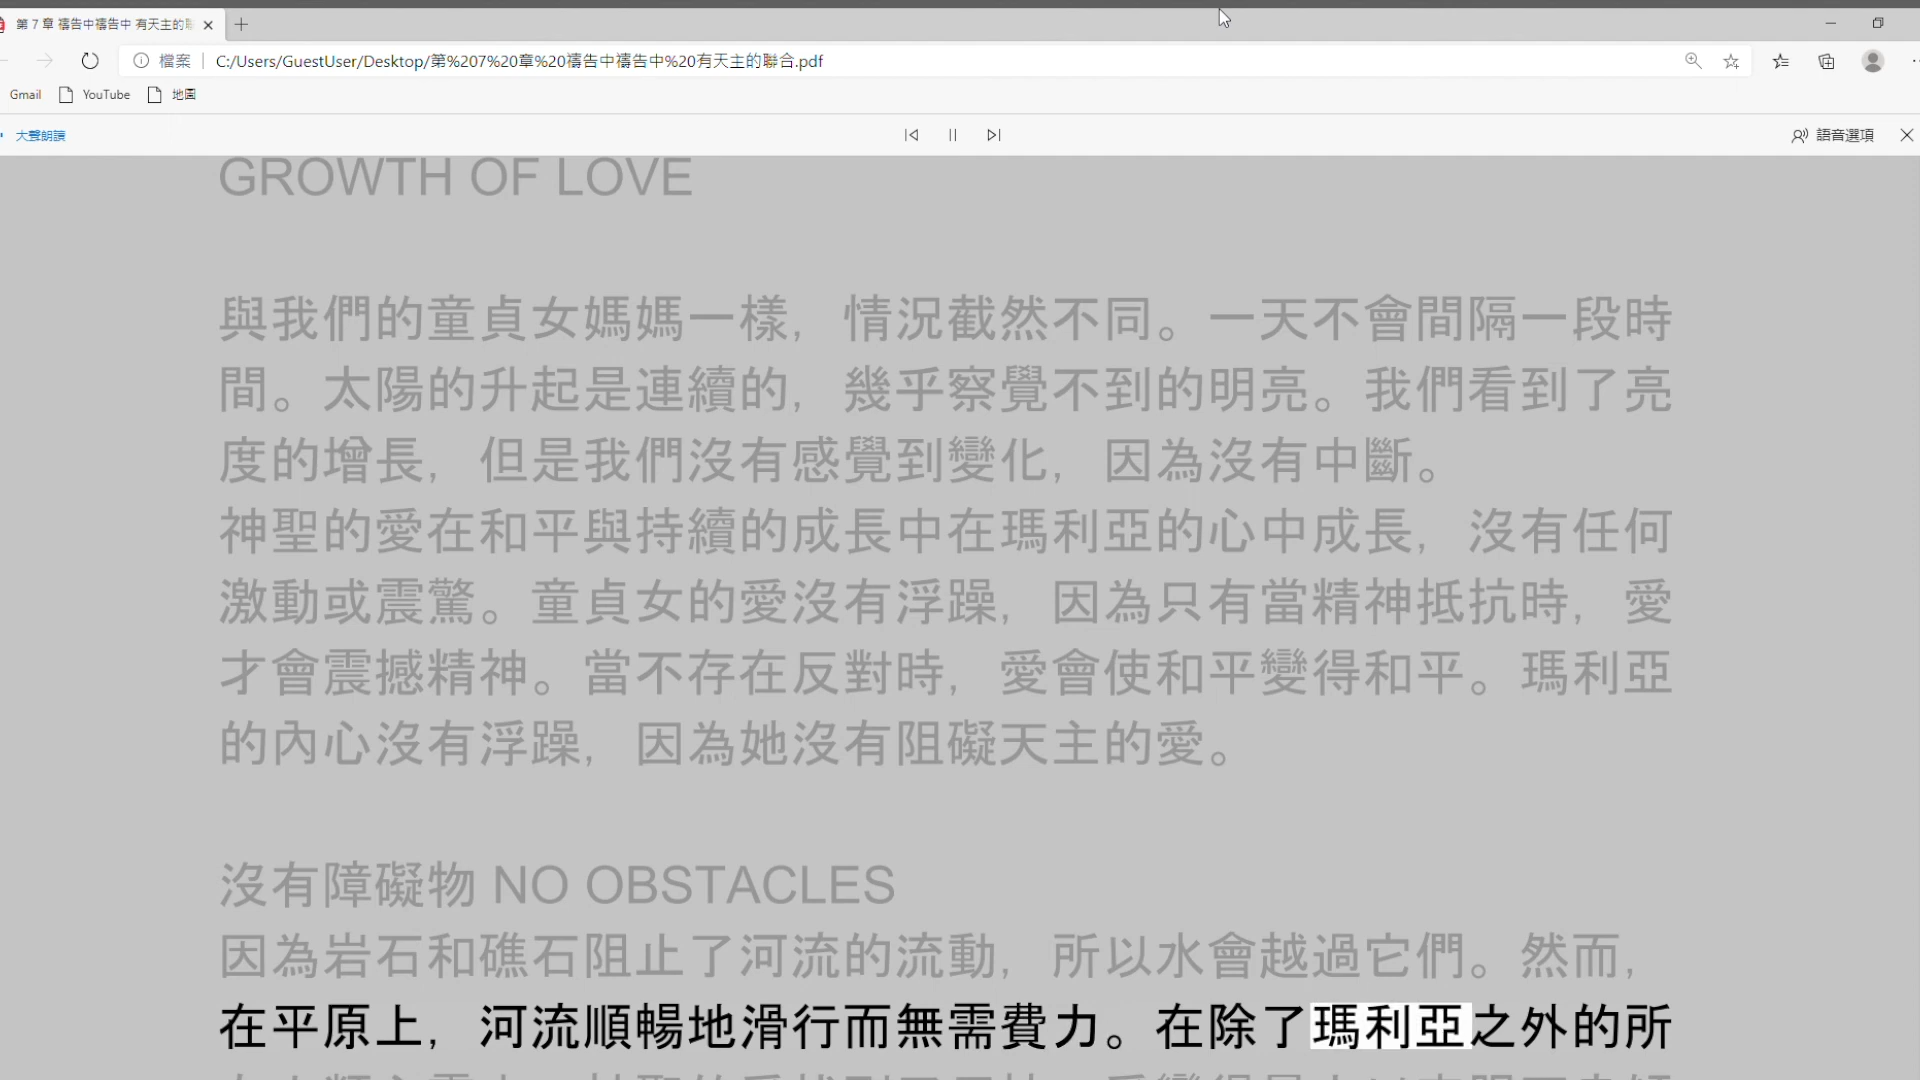 第 7 章 禱告中禱告中 有天主的
檔案 C:/Users/GuestUser/Desktop/第%207%20章%20禱告中禱告中%20有天主的聯合.pdf
Gmail YouTube 地圖
大聲朗讀 語音選項
GROWTH OF LOVE
與我們的童貞女媽媽一樣，情況截然不同。一天不會間隔一段時
間。太陽的升起是連續的，幾乎察覺不到的明亮。我們看到了亮
度的增長，但是我們沒有感覺到變化，因為沒有中斷。
神聖的愛在和平與持續的成長中在瑪利亞的心中成長，沒有任何
激動或震驚。童貞女的愛沒有浮躁，因為只有當精神抵抗時，愛
才會震撼精神。當不存在反對時，愛會使和平變得和平。瑪利亞
的內心沒有浮躁，因為她沒有阻礙天主的愛。
沒有障礙物 NO OBSTACLES
因為岩石和礁石阻止了河流的流動，所以水會越過它們。然而，
在平原上，河流順暢地滑行而無需費力。在除了瑪利亞之外的所